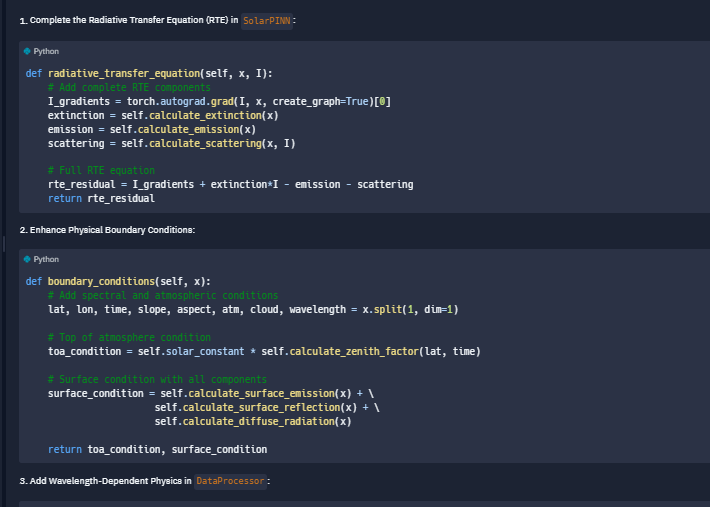 1. Complete the Radiative Transfer Equation (RTE) in SolarPINN:
Python
def radiative_transfer_equation(self, x, I):
    # Add complete RTE components
    I_gradients = torch.autograd.grad(I, x, create_graph=True)[0]
    extinction = self.calculate_extinction(x)
    emission = self.calculate_emission(x)
    scattering = self.calculate_scattering(x, I)
    # Full RTE equation
    rte_residual = I_gradients + extinction*I - emission - scattering
    return rte_residual
2. Enhance Physical Boundary Conditions:
Python
def boundary_conditions(self, x):
    # Add spectral and atmospheric conditions
    lat, lon, time, slope, aspect, atm, cloud, wavelength = x.split(1, dim=1)
    # Top of atmosphere condition
    toa_condition = self.solar_constant * self.calculate_zenith_factor(lat, time)
    # Surface condition with all components
    surface_condition = self.calculate_surface_emission(x) + \
                       self.calculate_surface_reflection(x) + \
                       self.calculate_diffuse_radiation(x)
    return toa_condition, surface_condition
3. Add Wavelength-Dependent Physics in DataProcessor: